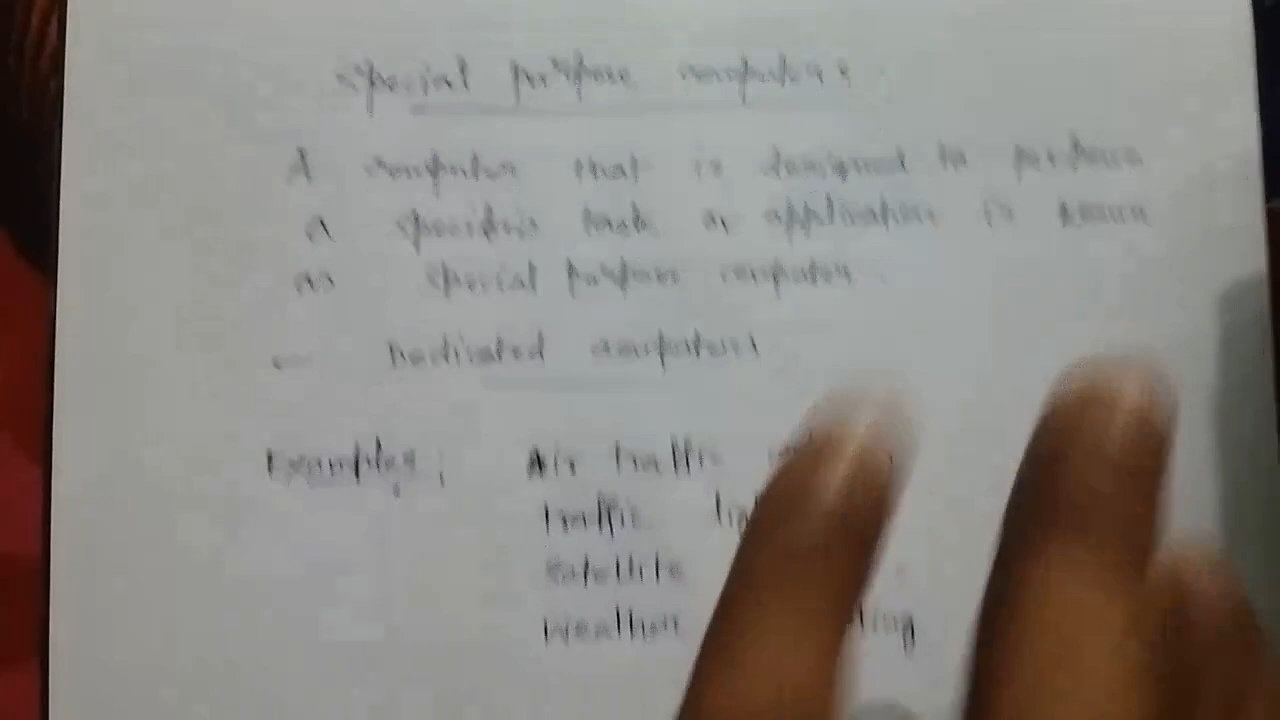 Special purpose computer:
A computer that is designed to perform
a specific task or application is known
as special purpose computer.
- Dedicated computers
Examples: Air traffic
Traffic
Satellite
Weather